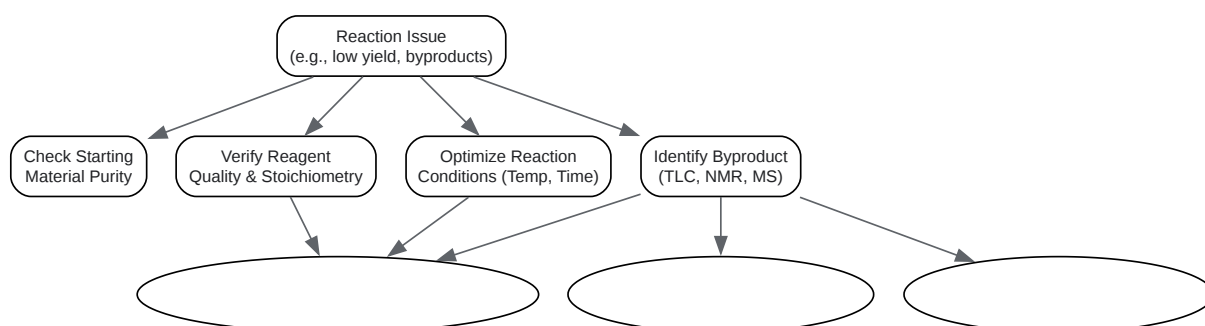 Reaction Issue
(e.g., low yield, byproducts)
Check Starting
Material Purity
Verify Reagent
Quality & Stoichiometry
Optimize Reaction
Conditions (Temp, Time)
Identify Byproduct
(TLC, NMR, MS)